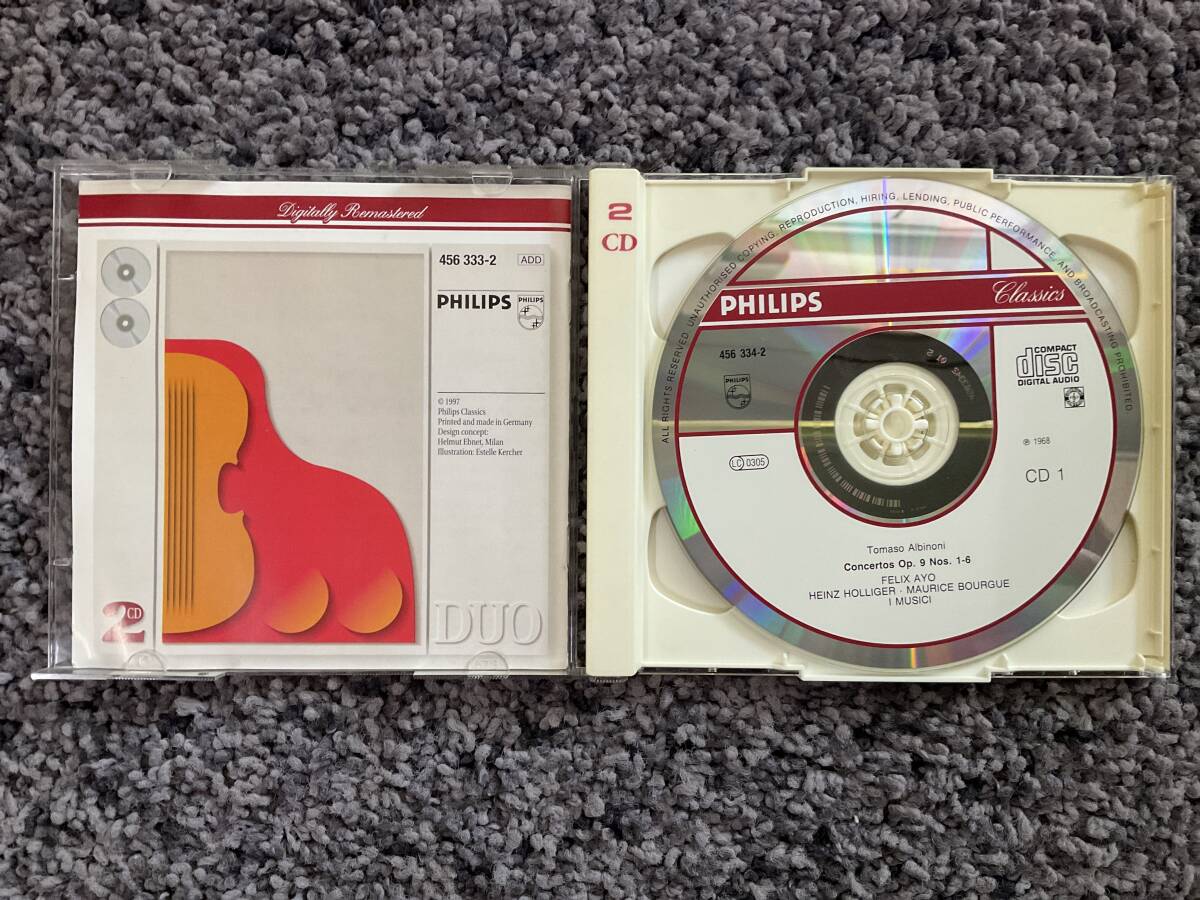 Digitally Remastered
456 333-2 ADD
PHILIPS PHILIPS
© 1997
Philips Classics
Printed and made in Germany
Design concept:
Helmut Ebnet, Milan
Illustration: Estelle Kercher
2 CD
DUO
2
CD
ALL RIGHTS RESERVED. UNAUTHORISED COPYING, REPRODUCTION, HIRING, LENDING, PUBLIC PERFORMANCE, AND BROADCASTING PROHIBITED.
PHILIPS Classics
456 334-2
PHILIPS
COMPACT
disc
DIGITAL AUDIO
LC 0305
℗ 1968
CD 1
Tomaso Albinoni
Concertos Op. 9 Nos. 1-6
FELIX AYO
HEINZ HOLLIGER · MAURICE BOURGUE
I MUSICI